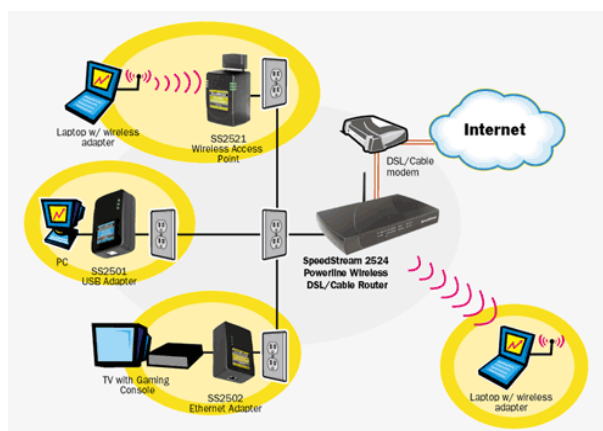 Laptop w/ wireless
adapter
SS2521
Wireless Access
Point
Internet
DSL/Cable
modem
PC
SS2501
USB Adapter
SpeedStream 2524
Powerline Wireless
DSL/Cable Router
TV with Gaming
Console
SS2502
Ethernet Adapter
Laptop w/ wireless
adapter